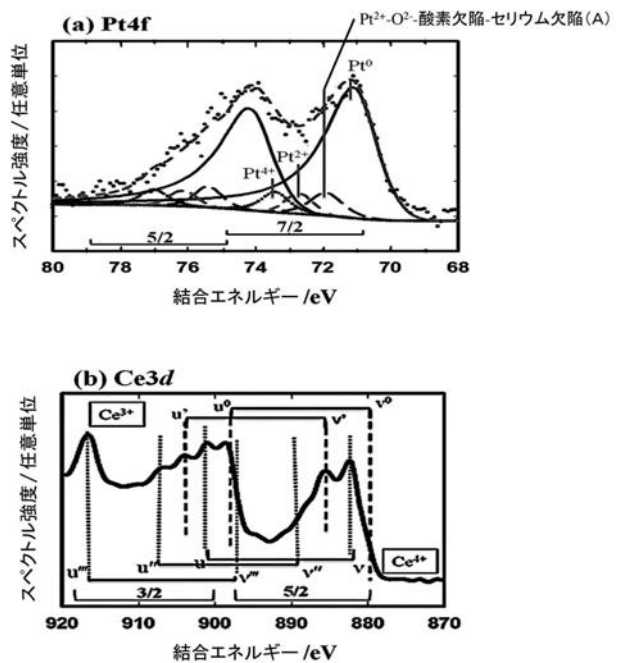 (a) Pt4f
Pt²⁺-O²⁻-酸素欠陥-セリウム欠陥(A)
Pt⁰
Pt²⁺
Pt⁴⁺
スペクトル強度/任意単位
5/2
7/2
80 78 76 74 72 70 68
結合エネルギー/eV
(b) Ce3d
Ce³⁺
u' u⁰ ν' ν⁰
スペクトル強度/任意単位
Ce⁴⁺
u''' u'' u ν''' ν'' ν
3/2
5/2
920 910 900 890 880 870
結合エネルギー/eV